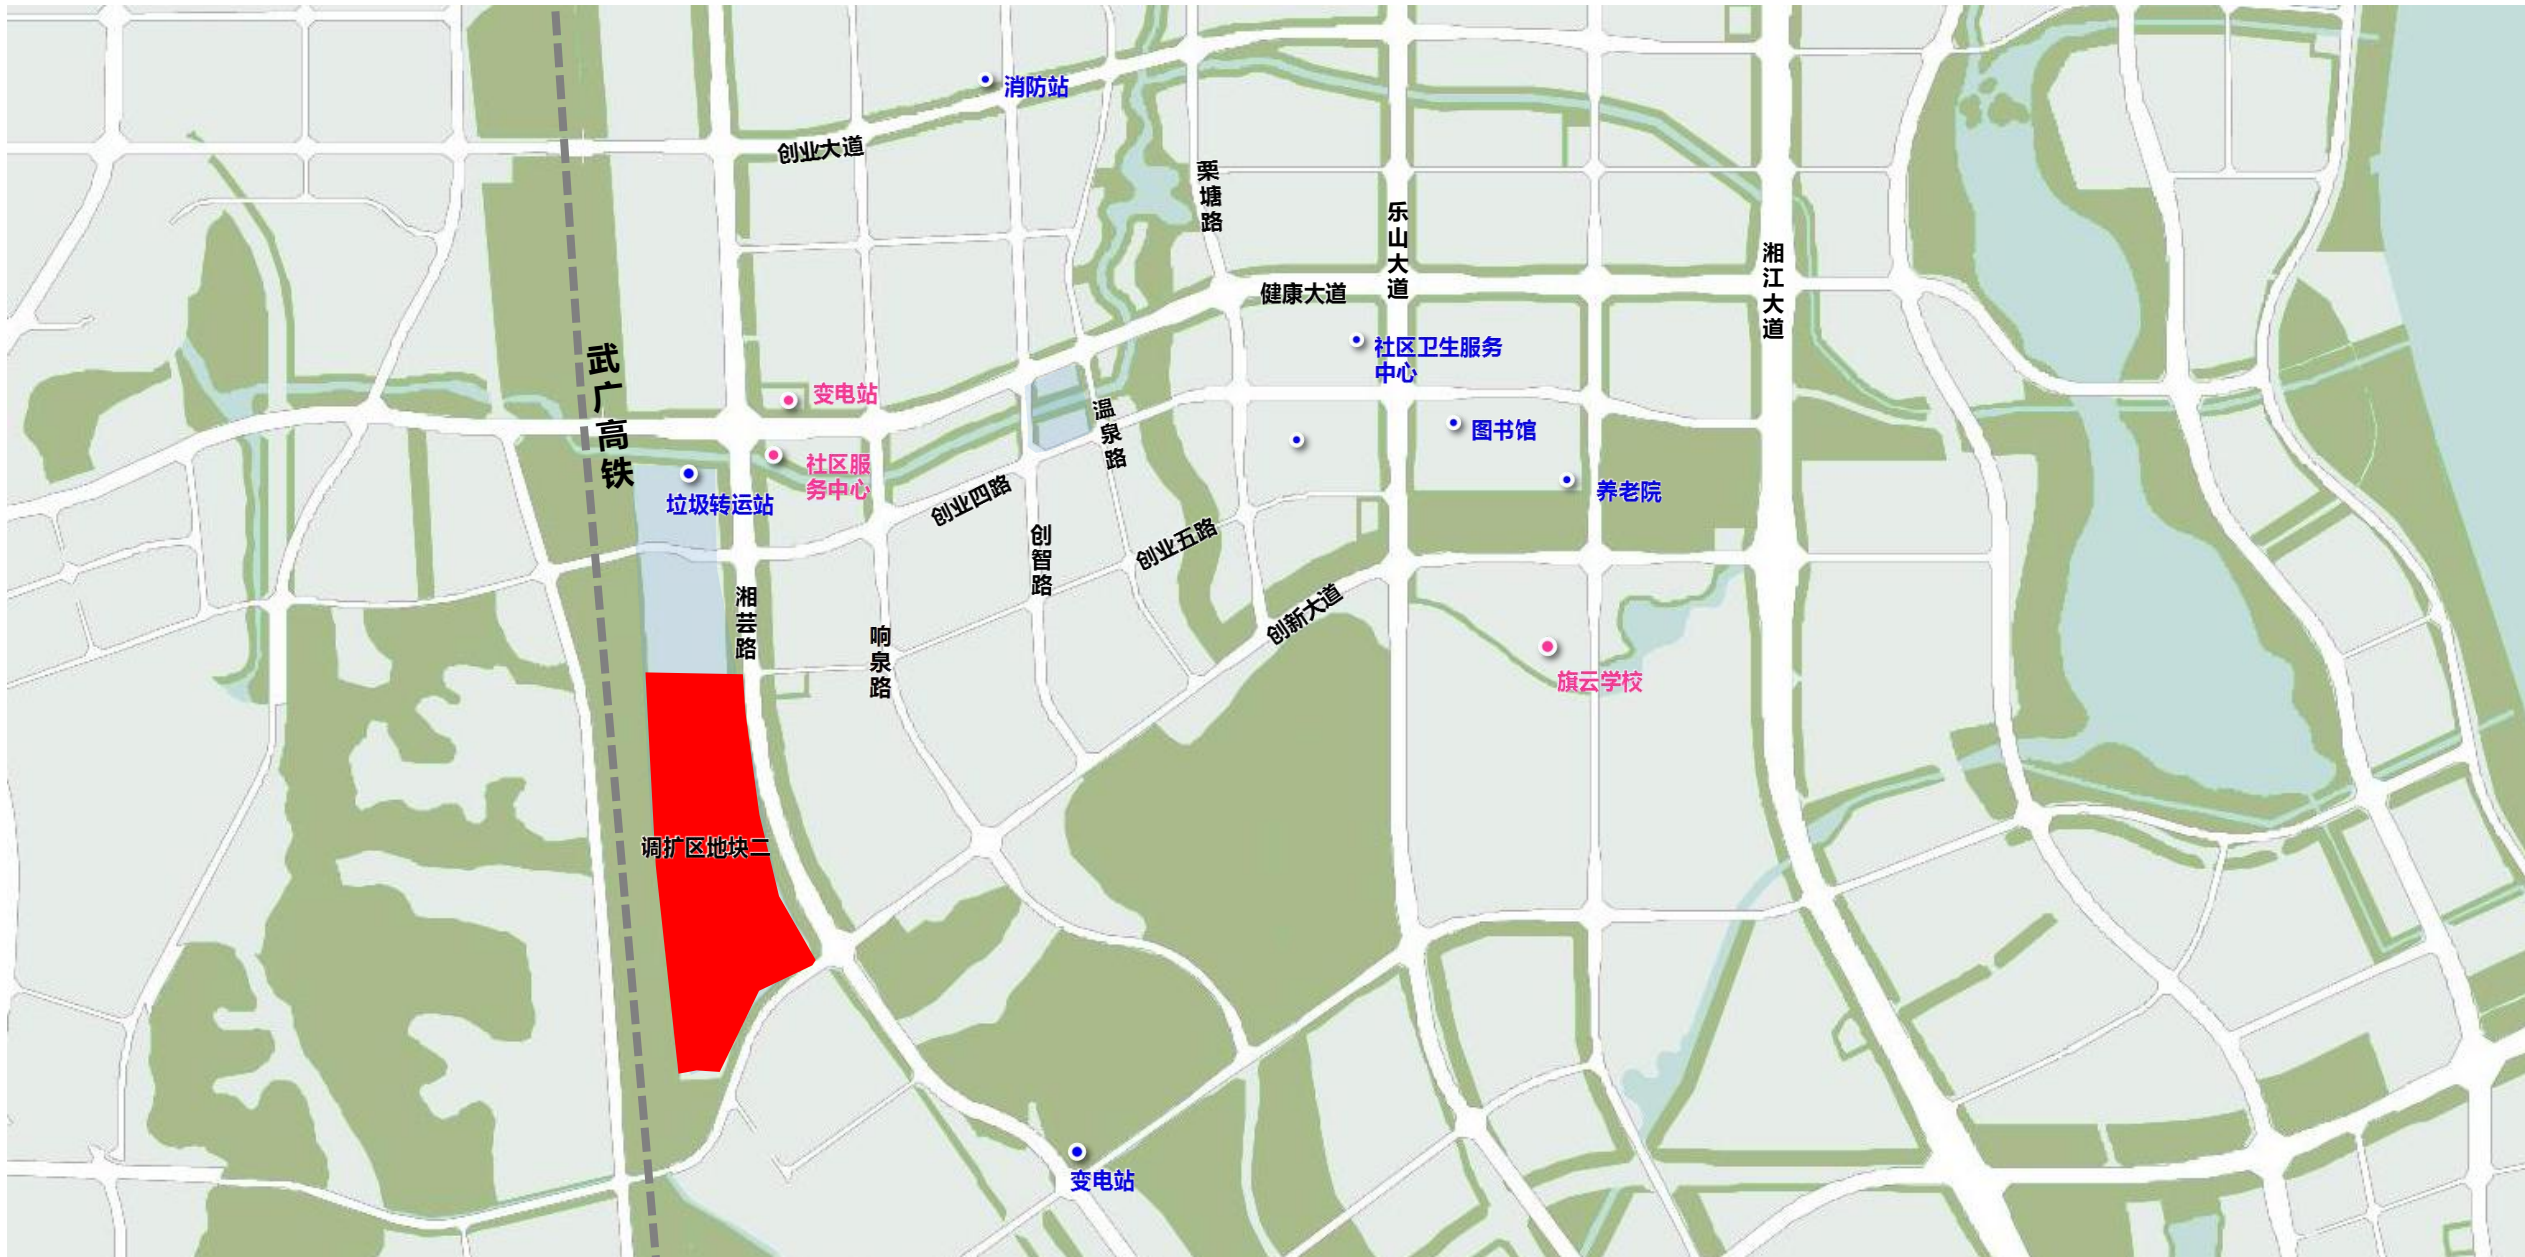 消防站
创业大道
栗塘路
乐山大道
湘江大道
健康大道
武广高铁
社区卫生服务
中心
变电站
温泉路
图书馆
社区服
务中心
垃圾转运站
创业四路
养老院
创智路
创业五路
湘芸路
响泉路
创新大道
旗云学校
调扩区地块二
变电站